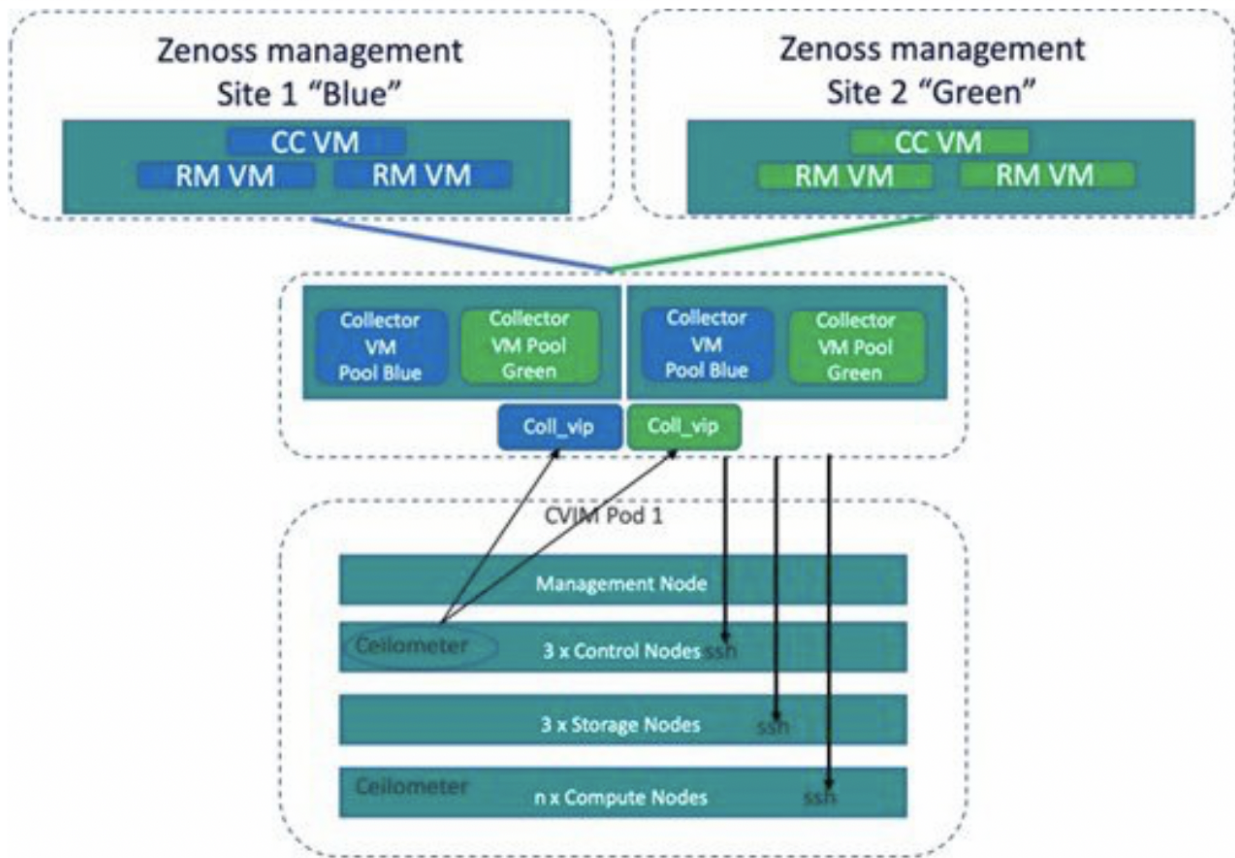 Zenoss management
Site 1 “Blue”
CC VM
RM VM
RM VM
Zenoss management
Site 2 “Green”
CC VM
RM VM
RM VM
Collector
VM
Pool Blue
Collector
VM Pool
Green
Collector
VM
Pool Blue
Collector
VM Pool
Green
Coll_vip
Coll_vip
CVIM Pod 1
Management Node
Ceilometer
3 x Control Nodes
ssh
3 x Storage Nodes
ssh
Ceilometer
n x Compute Nodes
ssh